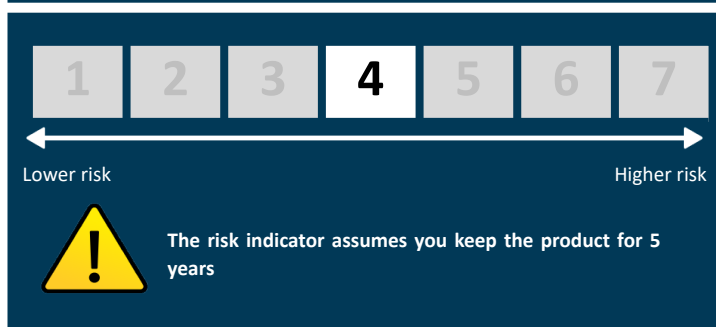 1 2 3 4 5 6 7
Lower risk Higher risk
The risk indicator assumes you keep the product for 5
years